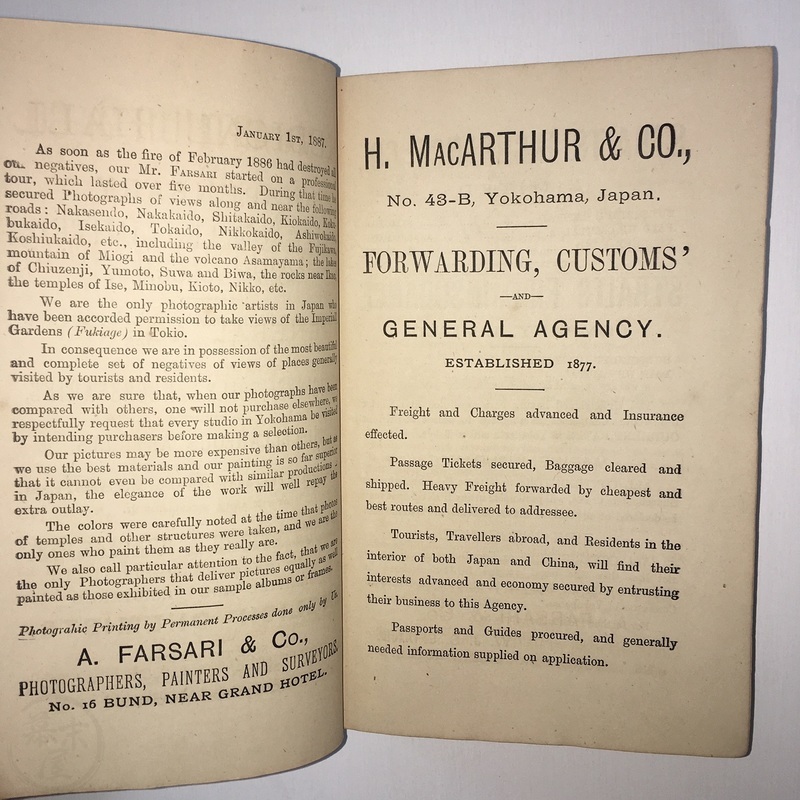 JANUARY 1ST, 1887.
As soon as the fire of February 1886 had destroyed all
our negatives, our Mr. FARSARI started on a professional
tour, which lasted over five months. During that time he
secured Photographs of views along and near the following
roads: Nakasendo, Nakakaido, Shitakaido, Kiokaido,
bukaido, Isekaido, Tokaido, Nikkokaido, Ashiwokaido,
Koshiukaido, etc., including the valley of the Fujikawa,
mountain of Miogi and the volcano Asamayama; the lakes
of Chiuzenji, Yumoto, Suwa and Biwa, the rocks near
the temples of Ise, Minobu, Kioto, Nikko, etc.
We are the only photographic artists in Japan who
have been accorded permission to take views of the Imperial
Gardens (Fukiage) in Tokio.
In consequence we are in possession of the most beautiful
and complete set of negatives of views of places generally
visited by tourists and residents.
As we are sure that, when our photographs have been
compared with others, one will not purchase elsewhere, we
respectfully request that every studio in Yokohama be visited
by intending purchasers before making a selection.
Our pictures may be more expensive than others, but as
we use the best materials and our painting is so far superior
that it cannot even be compared with similar productions
in Japan, the elegance of the work will well repay the
extra outlay.
The colors were carefully noted at the time that photos
of temples and other structures were taken, and we are the
only ones who paint them as they really are.
We also call particular attention to the fact, that we are
the only Photographers that deliver pictures equally as well
painted as those exhibited in our sample albums or frames.
Photograhic Printing by Permanent Processes done only by Us.
A. FARSARI & CO.,
PHOTOGRAPHERS, PAINTERS AND SURVEYORS.
No. 16 BUND, NEAR GRAND HOTEL.
H. MACARTHUR & CO.,
No. 43-B, Yokohama, Japan.
FORWARDING, CUSTOMS'
—AND—
GENERAL AGENCY.
ESTABLISHED 1877.
Freight and Charges advanced and Insurance
effected.
Passage Tickets secured, Baggage cleared and
shipped. Heavy Freight forwarded by cheapest and
best routes and delivered to addressee.
Tourists, Travellers abroad, and Residents in the
interior of both Japan and China, will find their
interests advanced and economy secured by entrusting
their business to this Agency.
Passports and Guides procured, and generally
needed information supplied on application.